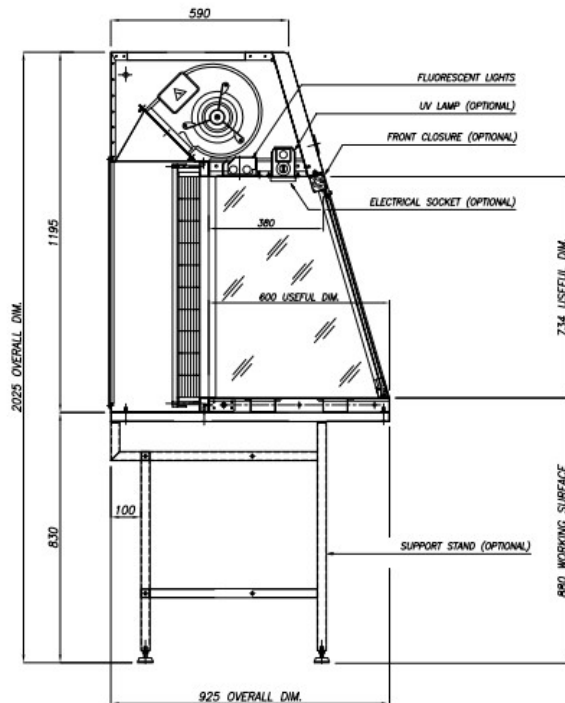 590
FLUORESCENT LIGHTS
UV LAMP (OPTIONAL)
FRONT CLOSURE (OPTIONAL)
ELECTRICAL SOCKET (OPTIONAL)
380
1195
600 USEFUL DIM.
734 USEFUL DIM.
2025 OVERALL DIM.
100
830
SUPPORT STAND (OPTIONAL)
880 WORKING SURFACE
925 OVERALL DIM.